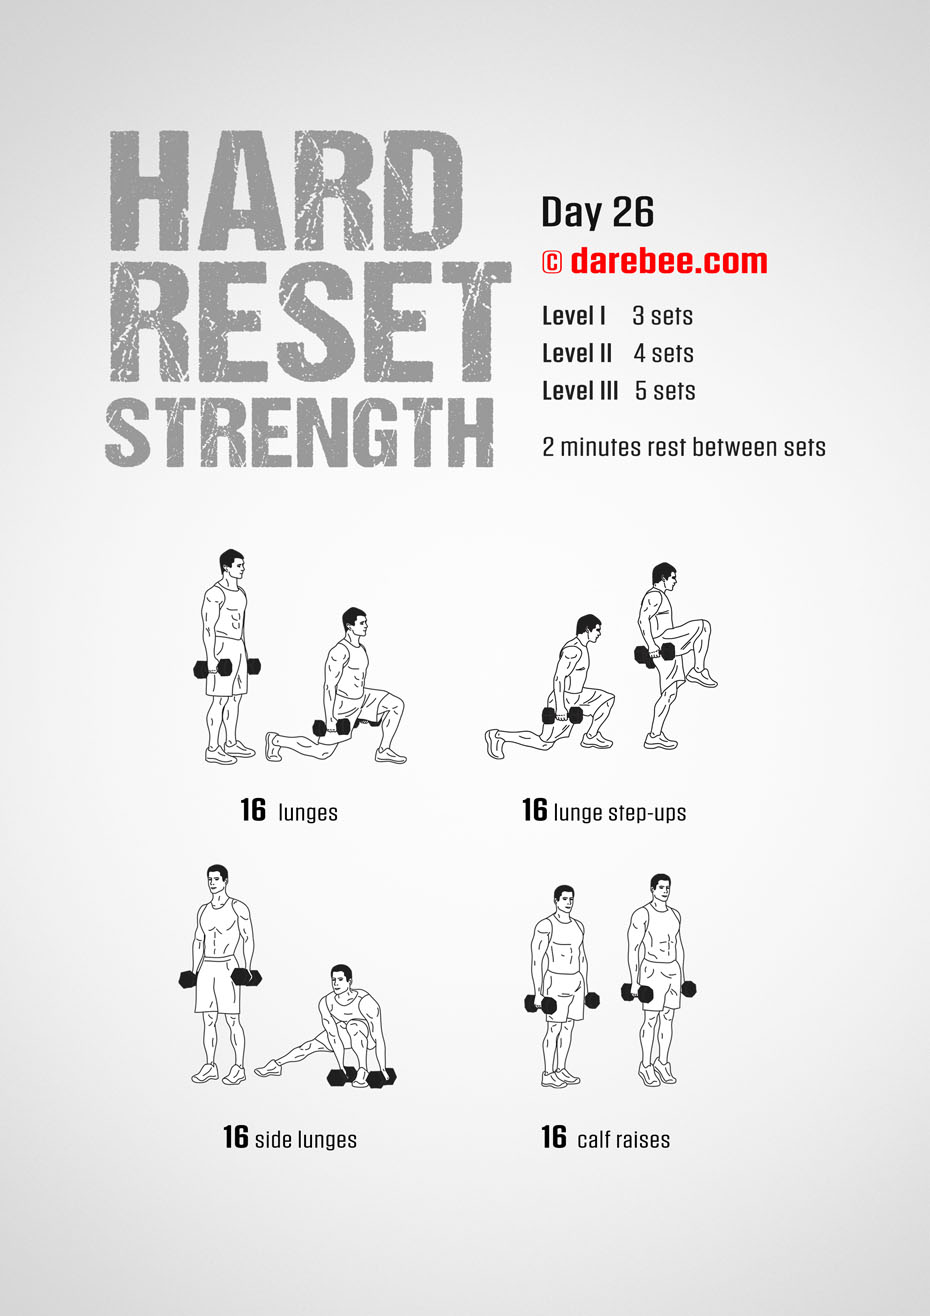 HARD
RESET
STRENGTH
Day 26
© darebee.com
Level I 3 sets
Level II 4 sets
Level III 5 sets
2 minutes rest between sets
16 lunges
16 lunge step-ups
16 side lunges
16 calf raises